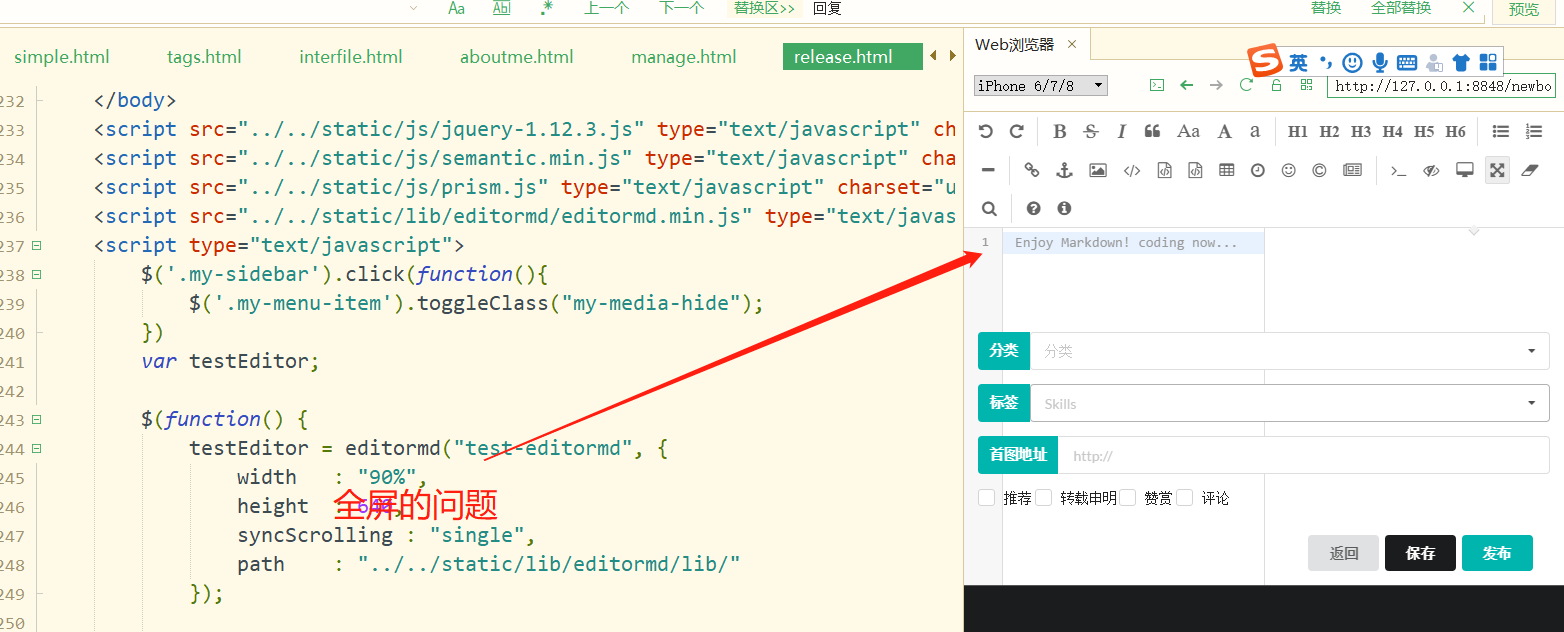 Aa Abl .* 上一个 下一个 替换区>> 回复 替换 全部替换 预览
simple.html tags.html interfile.html aboutme.html manage.html release.html
Web浏览器 ×
英
iPhone 6/7/8 http://127.0.0.1:8848/newbo
232 </body>
233 <script src="../../static/js/jquery-1.12.3.js" type="text/javascript" ch
234 <script src="../../static/js/semantic.min.js" type="text/javascript" cha
235 <script src="../../static/js/prism.js" type="text/javascript" charset="u
236 <script src="../../static/lib/editormd/editormd.min.js" type="text/javas
237 <script type="text/javascript">
238 $('.my-sidebar').click(function(){
239 $('.my-menu-item').toggleClass("my-media-hide");
240 })
241 var testEditor;
242
243 $(function() {
244 testEditor = editormd("test-editormd", {
245 width : "90%",
246 height : 640,
247 syncScrolling : "single",
248 path : "../../static/lib/editormd/lib/"
249 });
250
全屏的问题
B S I Aa A a H1 H2 H3 H4 H5 H6
1 Enjoy Markdown! coding now...
分类 分类
标签 Skills
首图地址 http://
推荐 转载申明 赞赏 评论
返回 保存 发布